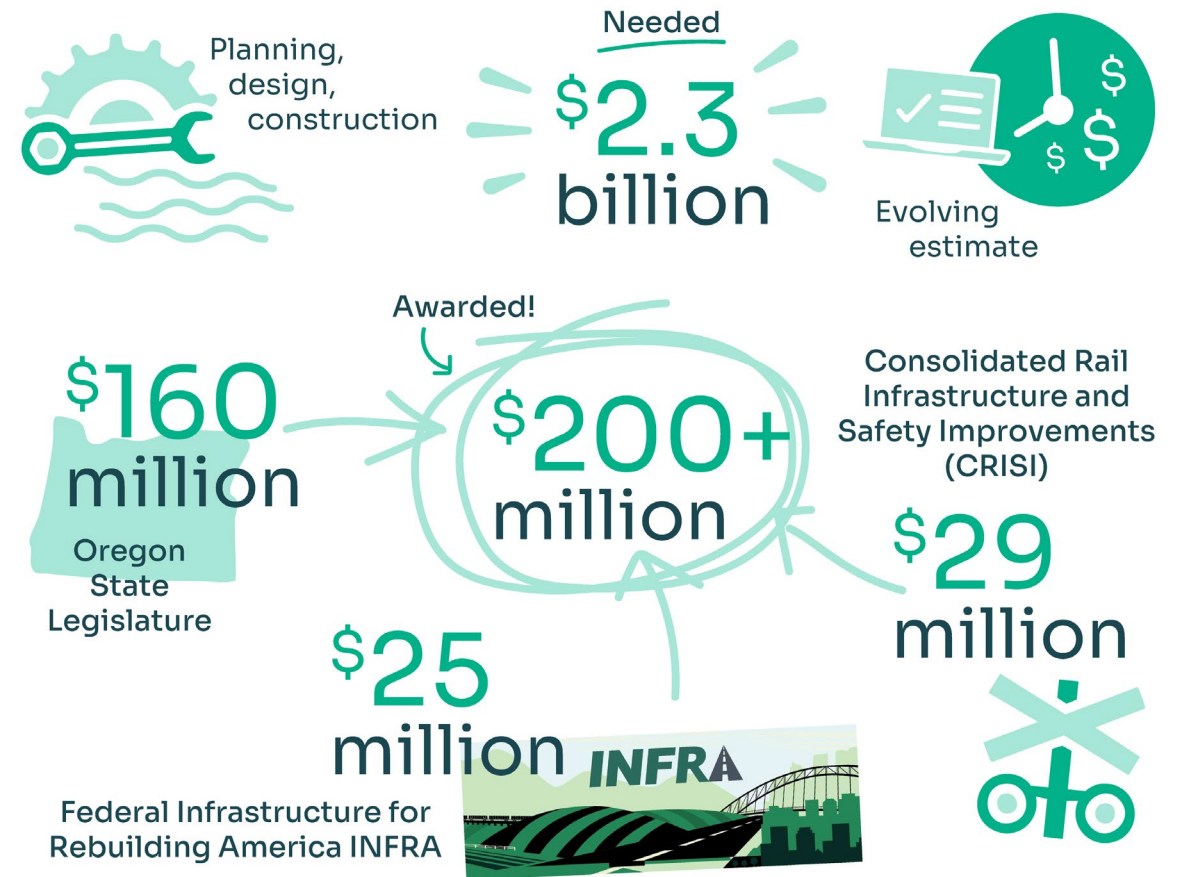 Planning,
design,
construction
Needed
$2.3
billion
$
$
$
Evolving
estimate
Awarded!
$160
million
Oregon
State
Legislature
$200+
million
Consolidated Rail
Infrastructure and
Safety Improvements
(CRISI)
$29
million
$25
million
INFRA
Federal Infrastructure for
Rebuilding America INFRA